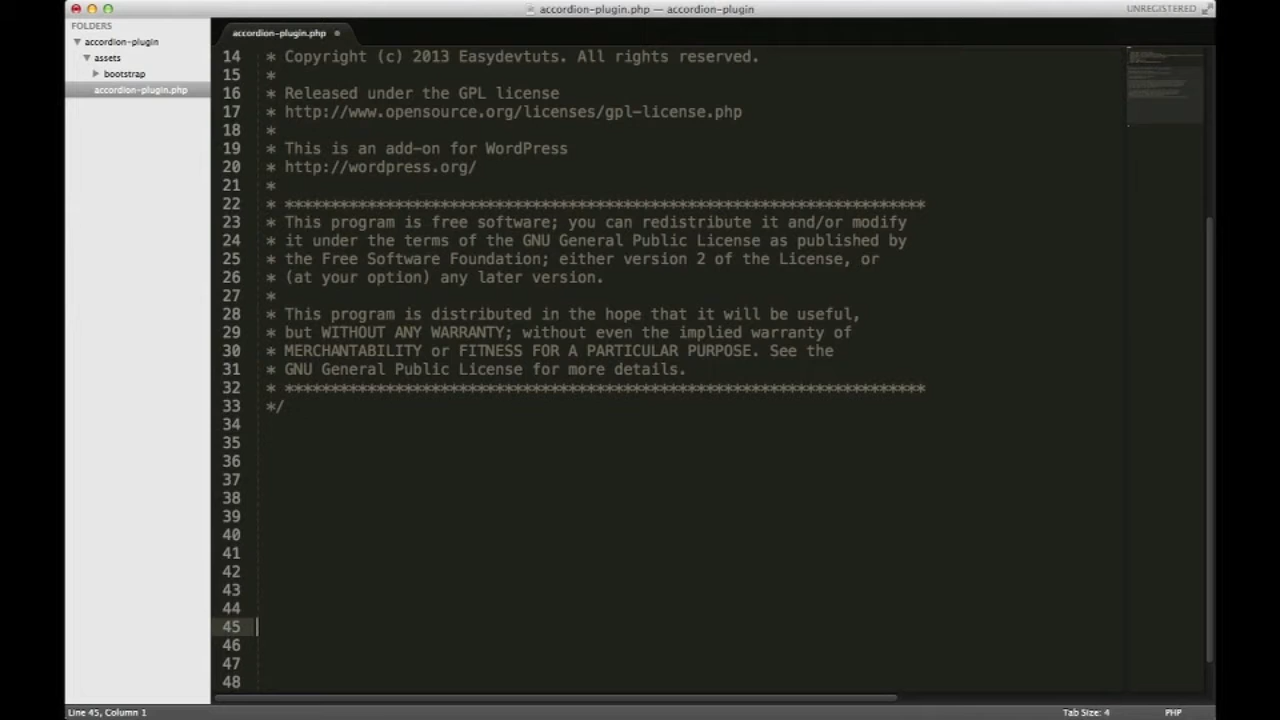 accordion-plugin.php — accordion-plugin
UNREGISTERED
FOLDERS
accordion-plugin
assets
bootstrap
accordion-plugin.php
accordion-plugin.php
14 * Copyright (c) 2013 Easydevtuts. All rights reserved.
15 *
16 * Released under the GPL license
17 * http://www.opensource.org/licenses/gpl-license.php
18 *
19 * This is an add-on for WordPress
20 * http://wordpress.org/
21 *
22 * **********************************************************************
23 * This program is free software; you can redistribute it and/or modify
24 * it under the terms of the GNU General Public License as published by
25 * the Free Software Foundation; either version 2 of the License, or
26 * (at your option) any later version.
27 *
28 * This program is distributed in the hope that it will be useful,
29 * but WITHOUT ANY WARRANTY; without even the implied warranty of
30 * MERCHANTABILITY or FITNESS FOR A PARTICULAR PURPOSE. See the
31 * GNU General Public License for more details.
32 * **********************************************************************
33 */
34
35
36
37
38
39
40
41
42
43
44
45
46
47
48
Line 45, Column 1
Tab Size: 4
PHP